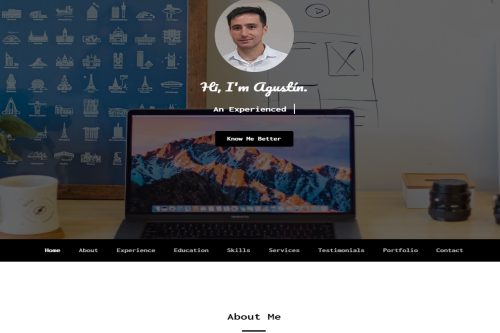 Hi, I'm Agustín.
An Experienced
Know Me Better
Home About Experience Education Skills Services Testimonials Portfolio Contact
About Me